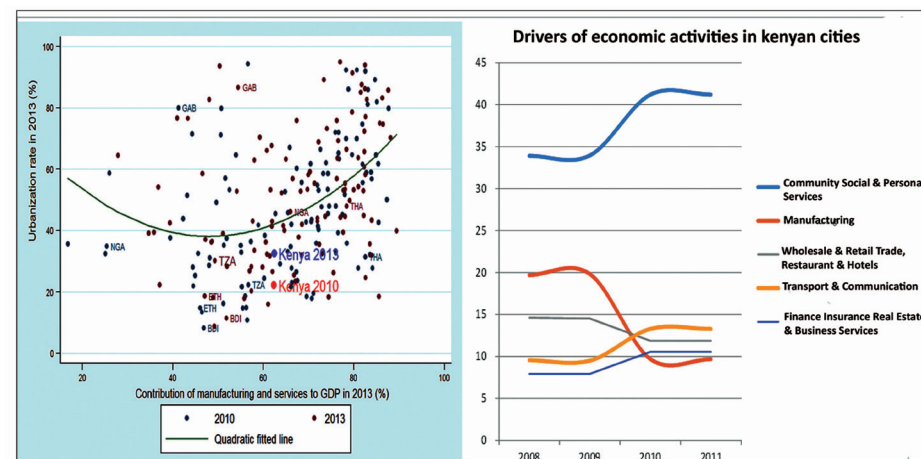 Urbanization rate in 2013 (%)
100
80
60
40
20
0
GAB
GAB
NGA
NGA
THA
THA
TZA
TZA
Kenya 2013
Kenya 2010
ETH
ETH
BDI
BDI
20
40
60
80
100
Contribution of manufacturing and services to GDP in 2013 (%)
2010
2013
Quadratic fitted line
Drivers of economic activities in kenyan cities
45
40
35
30
25
20
15
10
5
0
2008
2009
2010
2011
Community Social & Personal
Services
Manufacturing
Wholesale & Retail Trade,
Restaurant & Hotels
Transport & Communication
Finance Insurance Real Estate
& Business Services